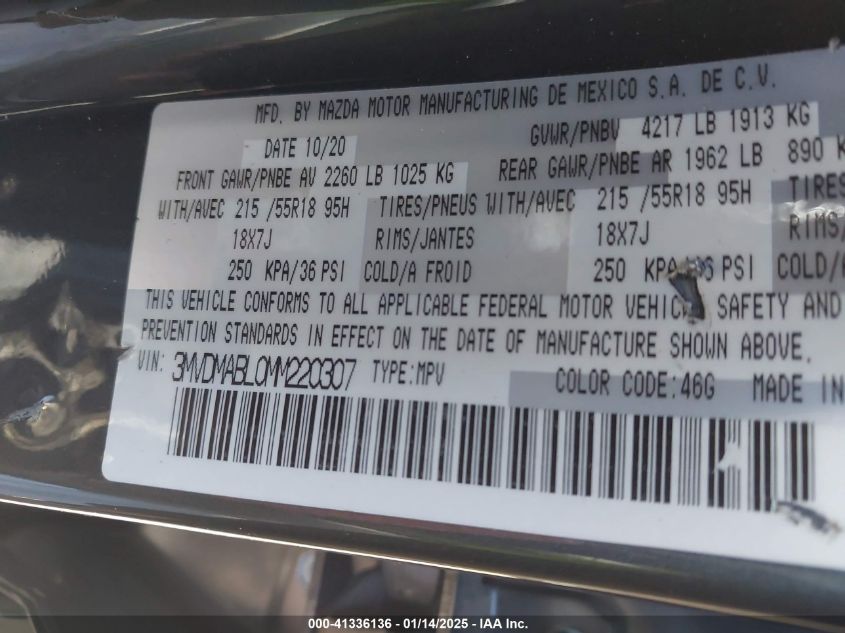 MFD. BY MAZDA MOTOR MANUFACTURING DE MEXICO S.A. DE C.V.
DATE 10/20 GVWR/PNBV 4217 LB 1913 KG
FRONT GAWR/PNBE AV 2260 LB 1025 KG REAR GAWR/PNBE AR 1962 LB 890 K
WITH/AVEC 215 /55R18 95H TIRES/PNEUS WITH/AVEC 215 /55R18 95H TIRES
18X7J RIMS/JANTES 18X7J RIMS/
250 KPA/36 PSI COLD/A FROID 250 KPA PSI COLD/
THIS VEHICLE CONFORMS TO ALL APPLICABLE FEDERAL MOTOR VEHICLE SAFETY AND
PREVENTION STANDARDS IN EFFECT ON THE DATE OF MANUFACTURE SHOWN ABOVE.
VIN: 3MVDMABL0MM220307 TYPE:MPV COLOR CODE:46G MADE IN
000-41336136 - 01/14/2025 - IAA Inc.